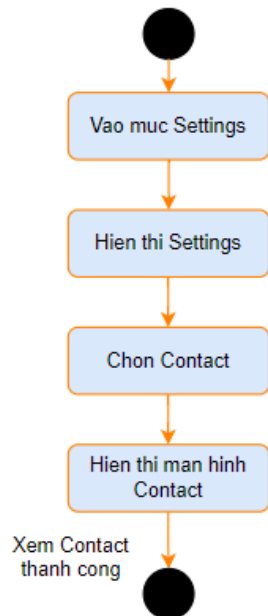 Vao muc Settings
Hien thi Settings
Chon Contact
Hien thi man hinh
Contact
Xem Contact
thanh cong